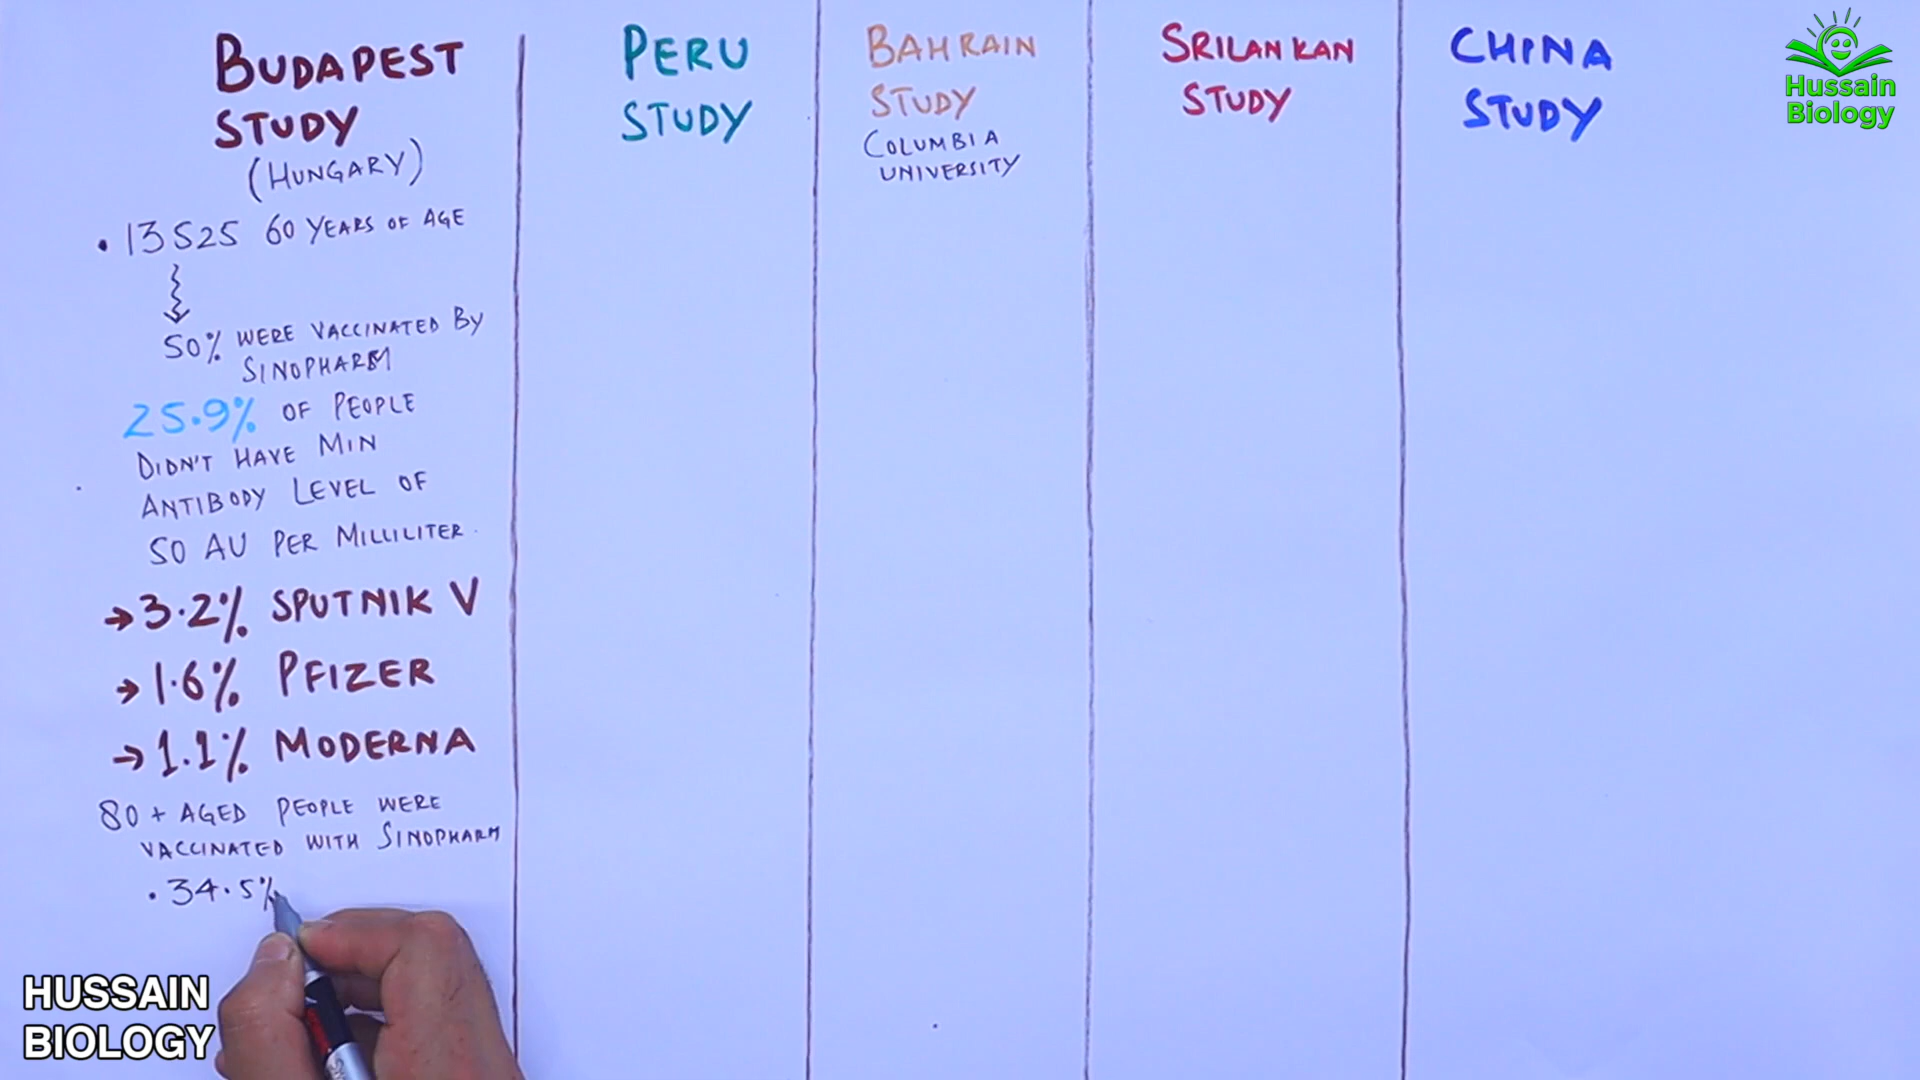 BUDAPEST
STUDY
(HUNGARY)
• 13525 60 YEARS OF AGE
50% WERE VACCINATED BY
SINOPHARM
25.9% OF PEOPLE
DIDN'T HAVE MIN
ANTIBODY LEVEL OF
50 AU PER MILLILITER.
→ 3.2% SPUTNIK V
→ 1.6% PFIZER
→ 1.1% MODERNA
80 + AGED PEOPLE WERE
VACCINATED WITH SINOPHARM
• 34.5%
PERU
STUDY
BAHRAIN
STUDY
COLUMBIA
UNIVERSITY
SRILANKAN
STUDY
CHINA
STUDY
Hussain
Biology
HUSSAIN
BIOLOGY